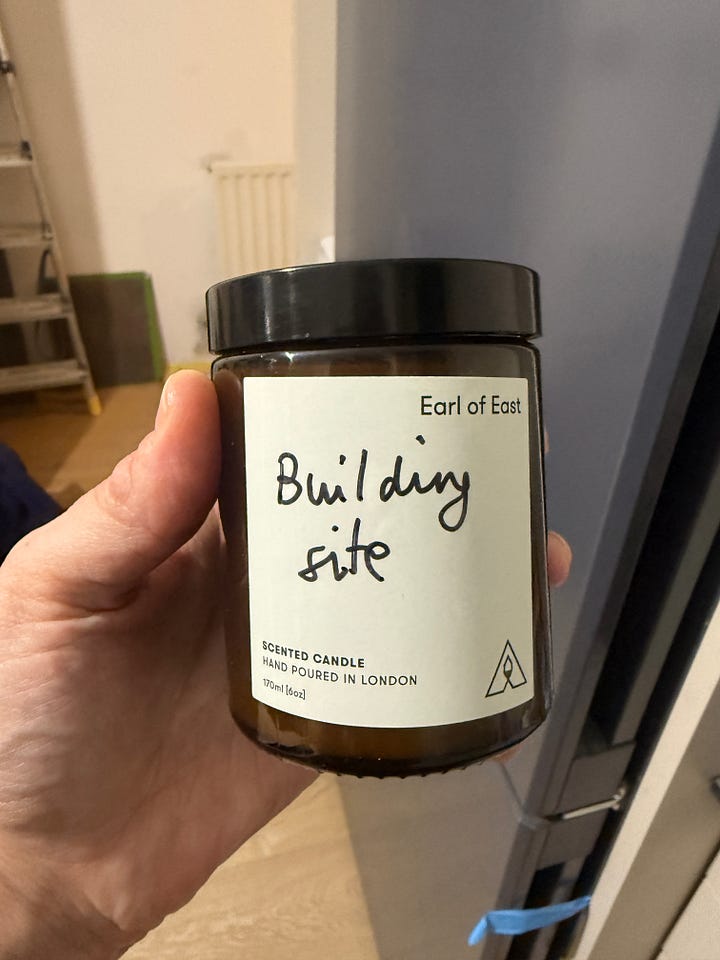 Earl of East
Building
site
SCENTED CANDLE
HAND POURED IN LONDON
170ml [6oz]